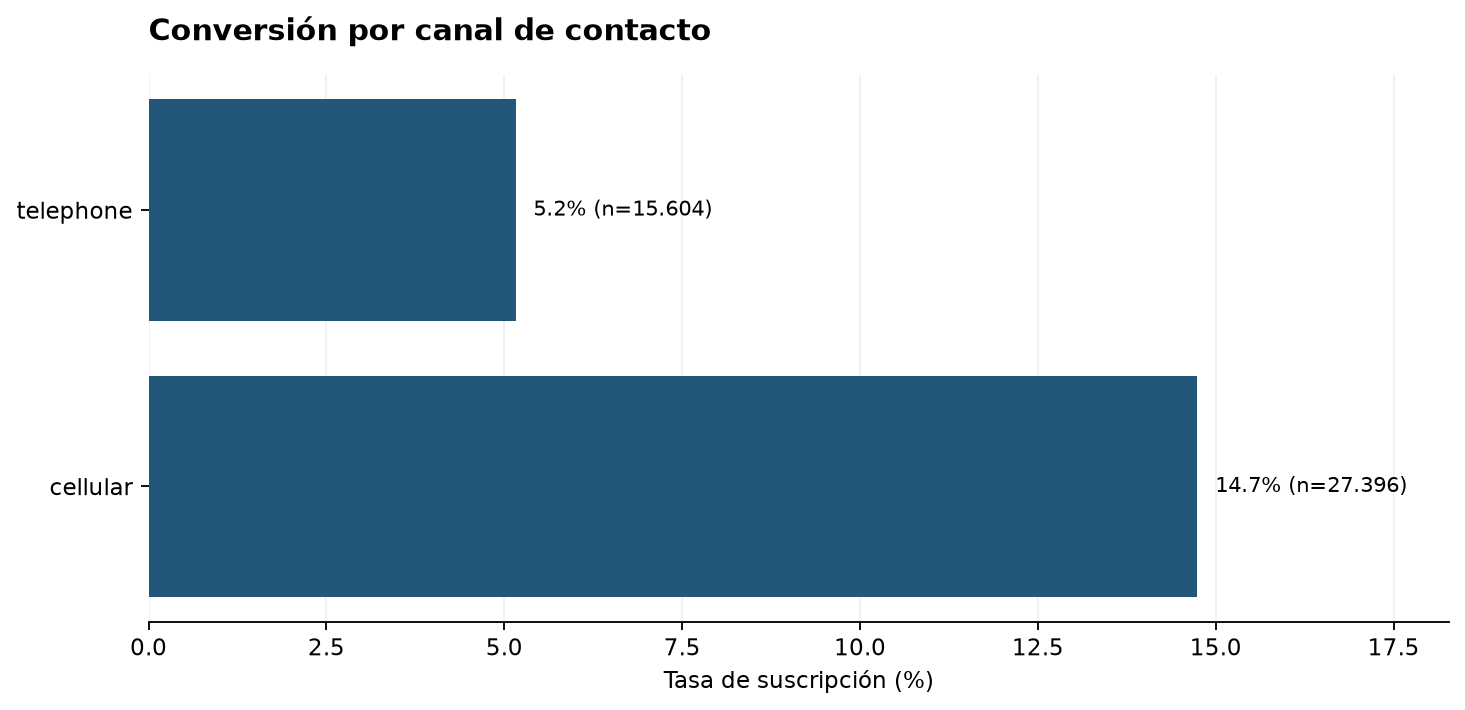 Conversión por canal de contacto
telephone
5.2% (n=15.604)
cellular
14.7% (n=27.396)
0.0 2.5 5.0 7.5 10.0 12.5 15.0 17.5
Tasa de suscripción (%)